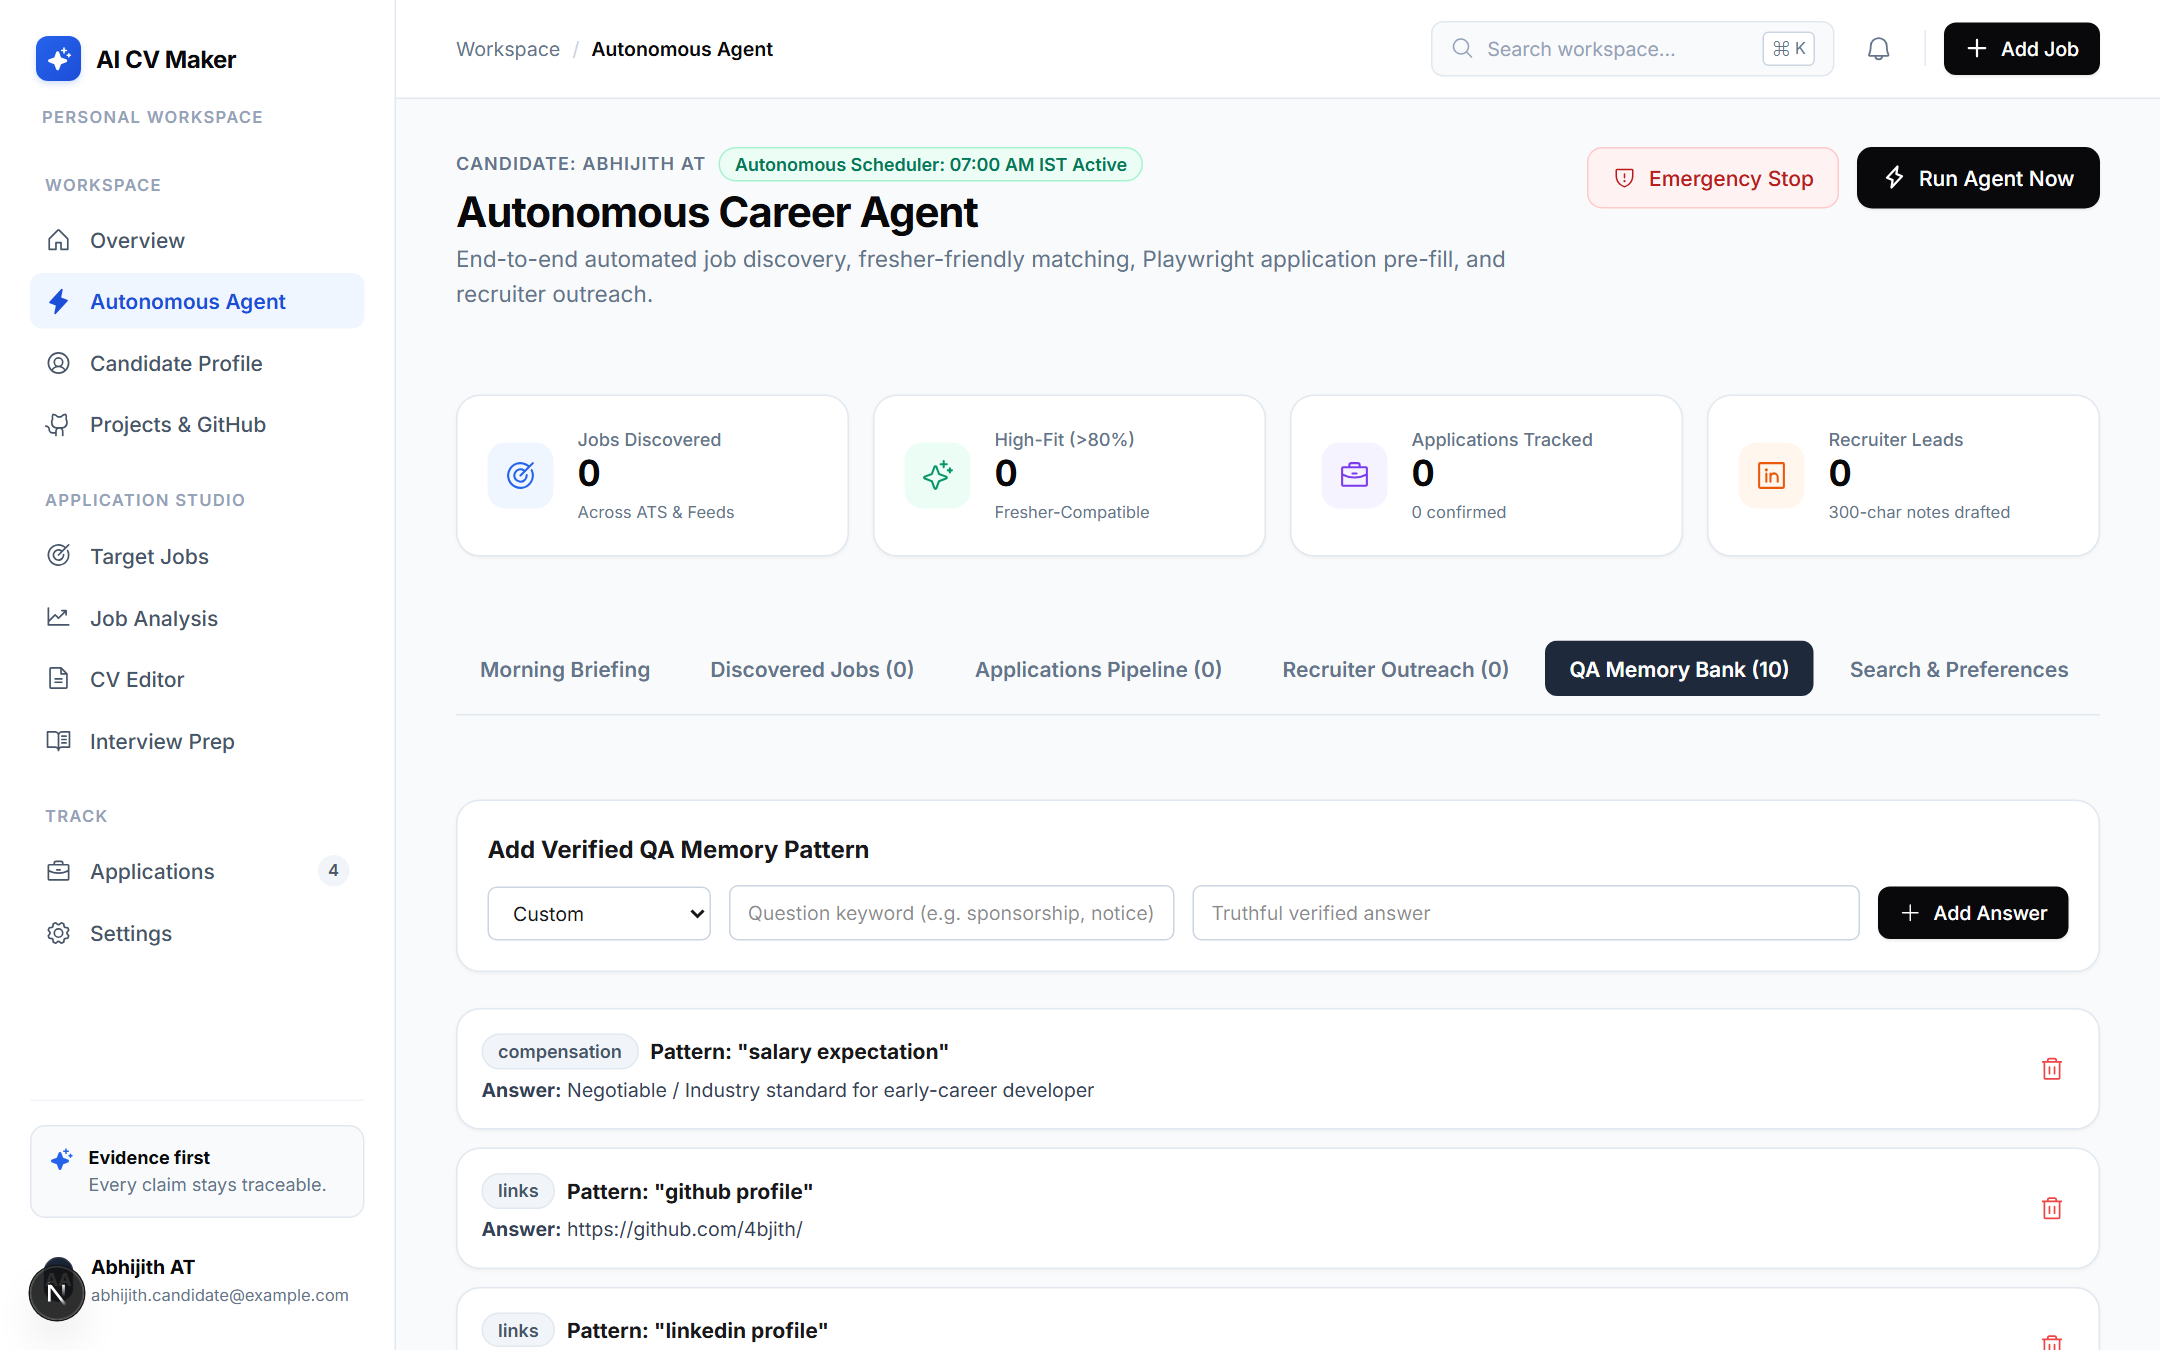 AI CV Maker
PERSONAL WORKSPACE
WORKSPACE
Overview
Autonomous Agent
Candidate Profile
Projects & GitHub
APPLICATION STUDIO
Target Jobs
Job Analysis
CV Editor
Interview Prep
TRACK
Applications 4
Settings
Evidence first
Every claim stays traceable.
Abhijith AT
abhijith.candidate@example.com
N
Workspace / Autonomous Agent
Search workspace... ⌘ K
Add Job
CANDIDATE: ABHIJITH AT Autonomous Scheduler: 07:00 AM IST Active
Autonomous Career Agent
End-to-end automated job discovery, fresher-friendly matching, Playwright application pre-fill, and
recruiter outreach.
Emergency Stop
Run Agent Now
Jobs Discovered
0
Across ATS & Feeds
High-Fit (>80%)
0
Fresher-Compatible
Applications Tracked
0
0 confirmed
in
Recruiter Leads
0
300-char notes drafted
Morning Briefing Discovered Jobs (0) Applications Pipeline (0) Recruiter Outreach (0) QA Memory Bank (10) Search & Preferences
Add Verified QA Memory Pattern
Custom Question keyword (e.g. sponsorship, notice) Truthful verified answer Add Answer
compensation Pattern: "salary expectation"
Answer: Negotiable / Industry standard for early-career developer
links Pattern: "github profile"
Answer: https://github.com/4bjith/
links Pattern: "linkedin profile"